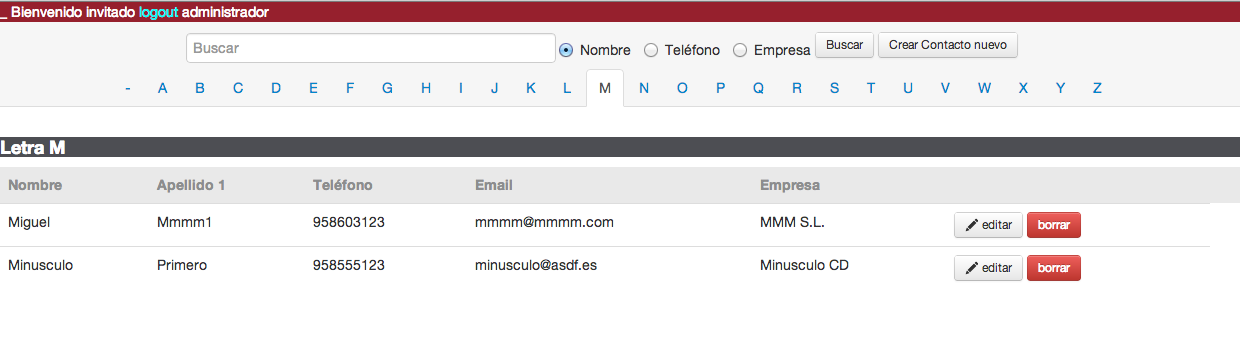 _ Bienvenido invitado logout administrador
Buscar Nombre Teléfono Empresa Buscar Crear Contacto nuevo
- A B C D E F G H I J K L M N O P Q R S T U V W X Y Z
Letra M
Nombre Apellido 1 Teléfono Email Empresa
Miguel Mmmm1 958603123 mmmm@mmmm.com MMM S.L. editar borrar
Minusculo Primero 958555123 minusculo@asdf.es Minusculo CD editar borrar